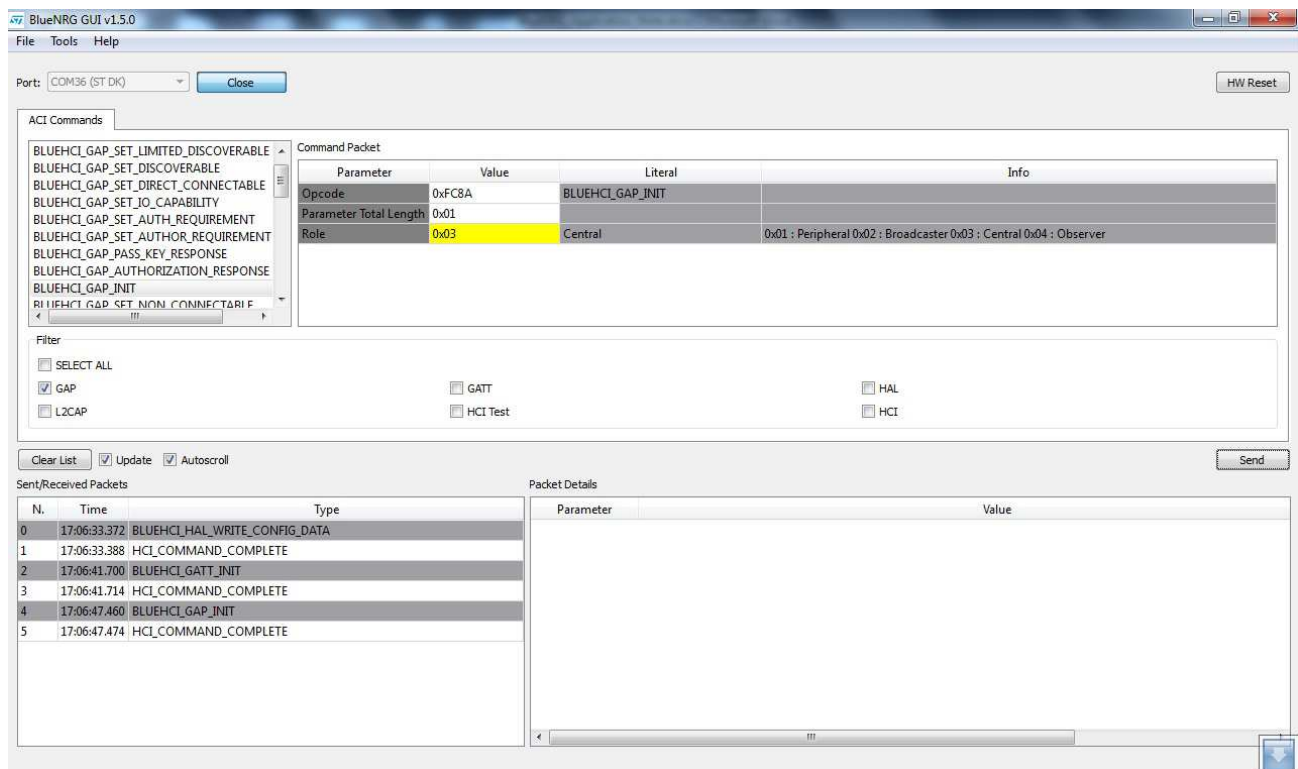 BlueNRG GUI v1.5.0
File Tools Help
Port: COM36 (ST DK) Close HW Reset
ACI Commands
BLUEHCI_GAP_SET_LIMITED_DISCOVERABLE
BLUEHCI_GAP_SET_DISCOVERABLE
BLUEHCI_GAP_SET_DIRECT_CONNECTABLE
BLUEHCI_GAP_SET_IO_CAPABILITY
BLUEHCI_GAP_SET_AUTH_REQUIREMENT
BLUEHCI_GAP_SET_AUTHOR_REQUIREMENT
BLUEHCI_GAP_PASS_KEY_RESPONSE
BLUEHCI_GAP_AUTHORIZATION_RESPONSE
BLUEHCI_GAP_INIT
BLUEHCI_GAP_SET_NON_CONNECTABLE
Command Packet
Parameter Value Literal Info
Opcode 0xFC8A BLUEHCI_GAP_INIT
Parameter Total Length 0x01
Role 0x03 Central 0x01 : Peripheral 0x02 : Broadcaster 0x03 : Central 0x04 : Observer
Filter
SELECT ALL
GAP GATT HAL
L2CAP HCI Test HCI
Clear List Update Autoscroll Send
Sent/Received Packets
N. Time Type
0 17:06:33.372 BLUEHCI_HAL_WRITE_CONFIG_DATA
1 17:06:33.388 HCI_COMMAND_COMPLETE
2 17:06:41.700 BLUEHCI_GATT_INIT
3 17:06:41.714 HCI_COMMAND_COMPLETE
4 17:06:47.460 BLUEHCI_GAP_INIT
5 17:06:47.474 HCI_COMMAND_COMPLETE
Packet Details
Parameter Value